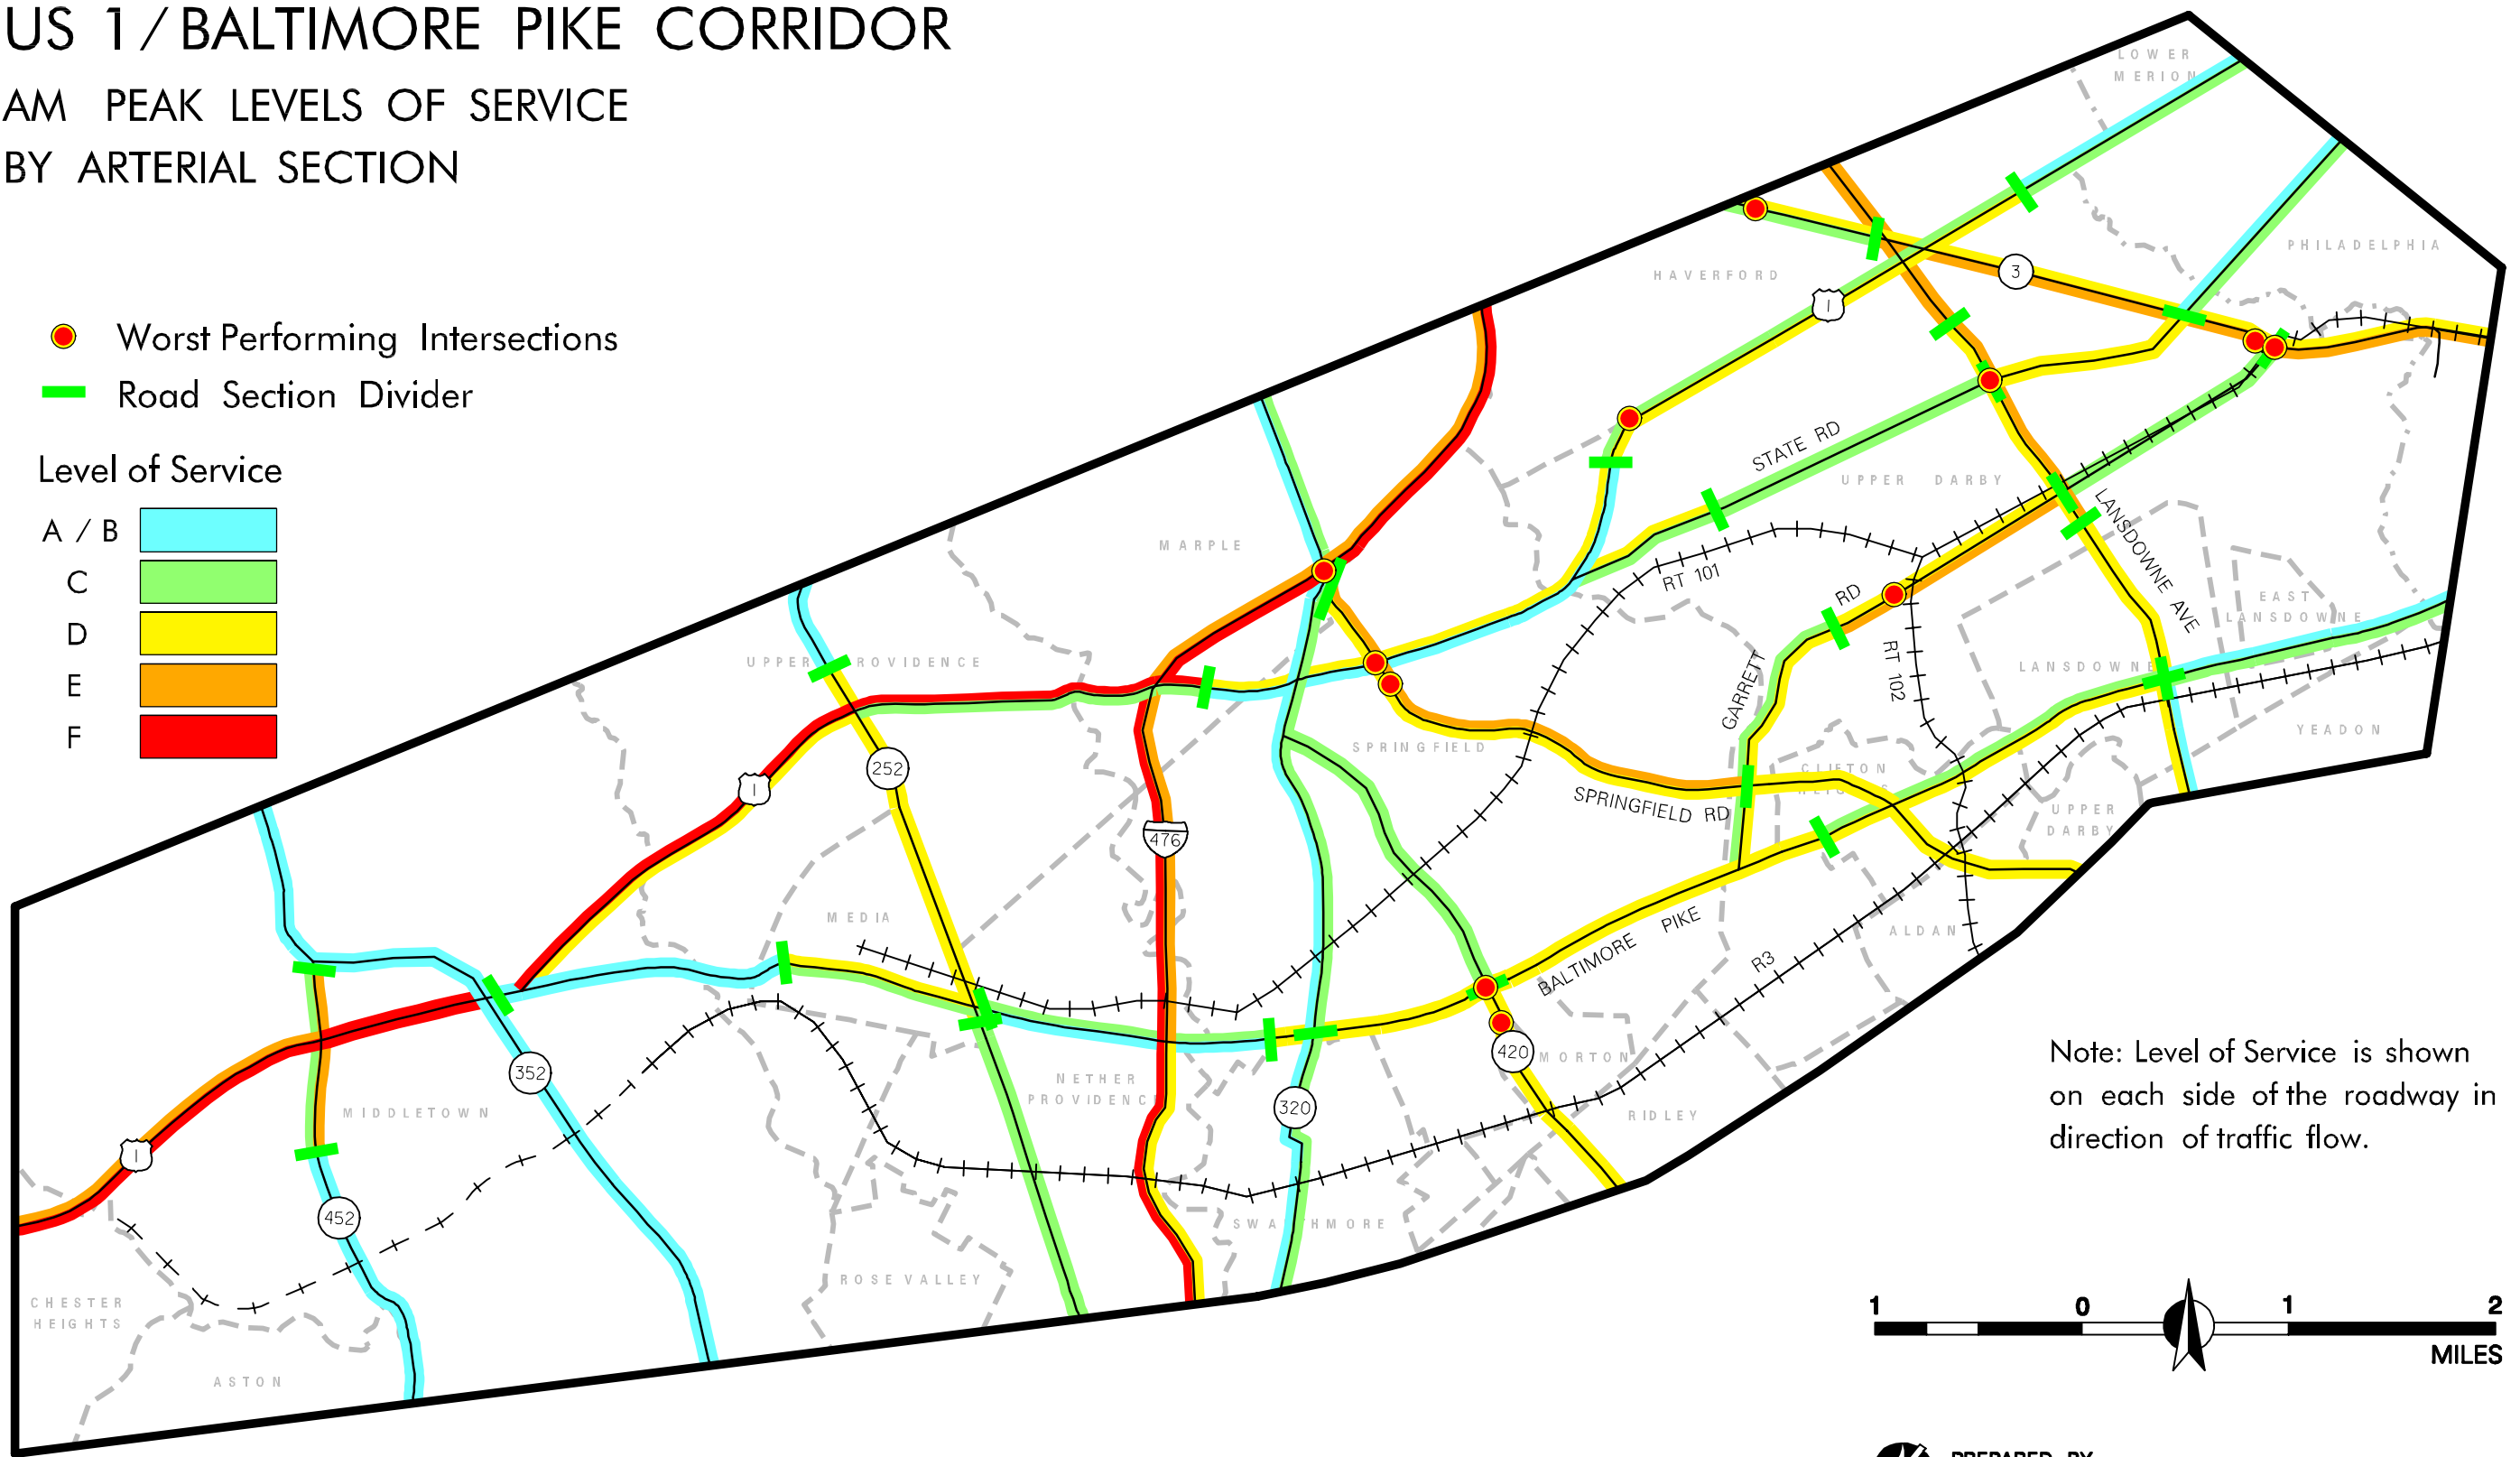 US 1/BALTIMORE PIKE CORRIDOR
AM PEAK LEVELS OF SERVICE
BY ARTERIAL SECTION
Worst Performing Intersections
Road Section Divider
Level of Service
A / B
C
D
E
F
LOWER
MERION
PHILADELPHIA
HAVERFORD
3
1
STATE RD
UPPER DARBY
MARPLE
RT 101
LANSDOWNE AVE
EAST
LANSDOWNE
RD
GARRETT
RT 102
LANSDOWNE
UPPER PROVIDENCE
YEADON
SPRINGFIELD
252
1
CLIFTON
HEIGHTS
SPRINGFIELD RD
476
UPPER
DARBY
MEDIA
BALTIMORE PIKE
ALDAN
R3
420
MORTON
352
NETHER
PROVIDENCE
320
MIDDLETOWN
RIDLEY
1
452
SWARTHMORE
ROSE VALLEY
CHESTER
HEIGHTS
ASTON
Note: Level of Service is shown
on each side of the roadway in
direction of traffic flow.
1 0 1 2
MILES
PREPARED BY